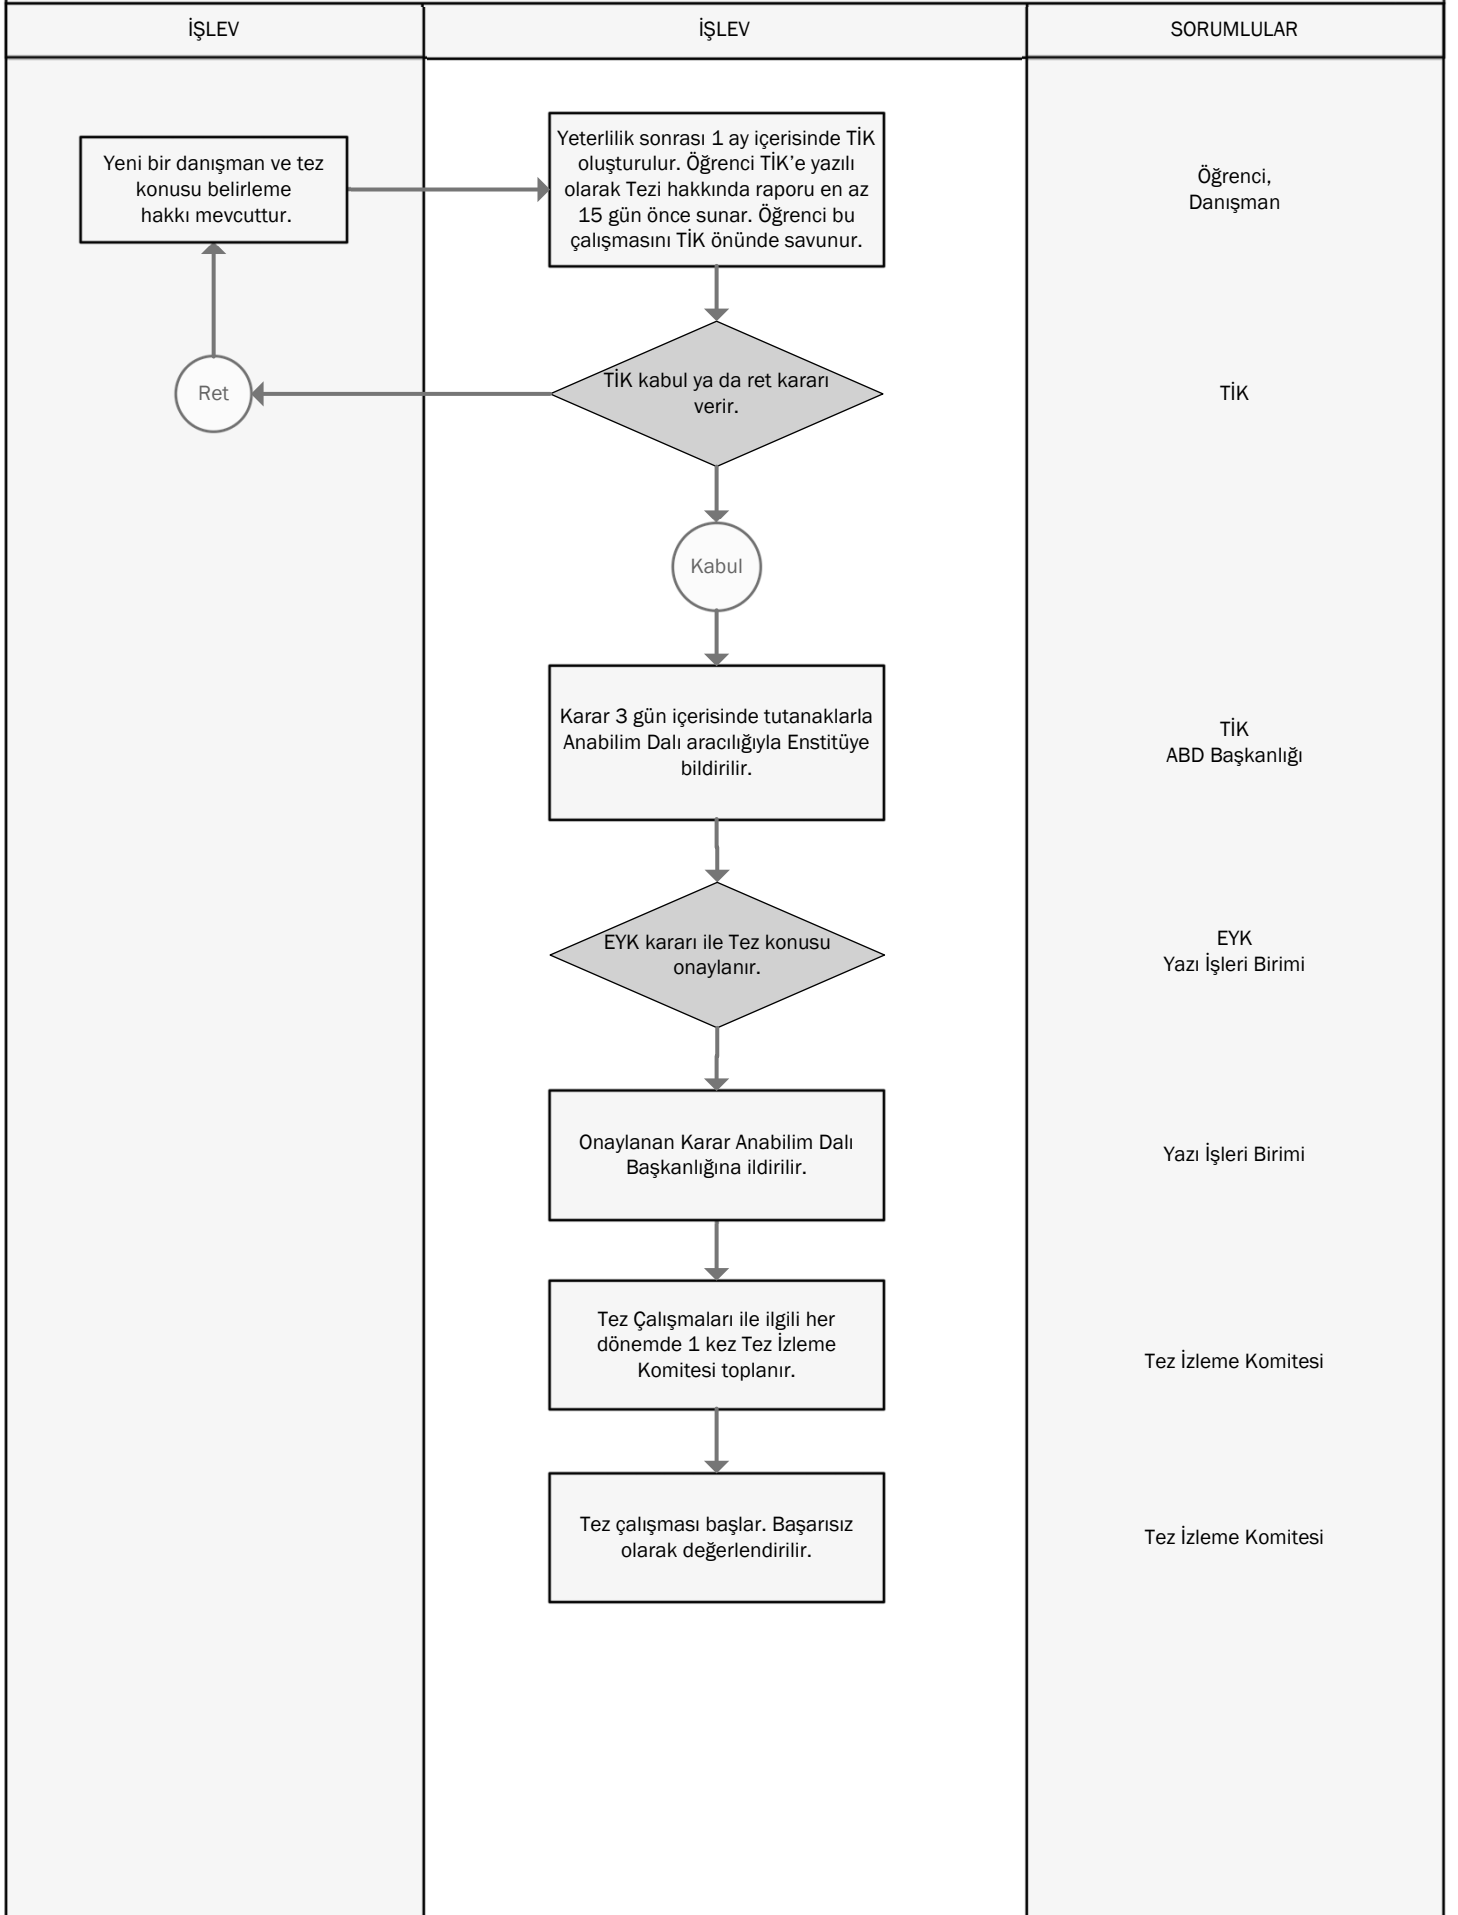 İŞLEV
İŞLEV
SORUMLULAR
Yeni bir danışman ve tez
konusu belirleme
hakkı mevcuttur.
Yeterlilik sonrası 1 ay içerisinde TİK
oluşturulur. Öğrenci TİK’e yazılı
olarak Tezi hakkında raporu en az
15 gün önce sunar. Öğrenci bu
çalışmasını TİK önünde savunur.
Öğrenci,
Danışman
Ret
TİK kabul ya da ret kararı
verir.
TİK
Kabul
Karar 3 gün içerisinde tutanaklarla
Anabilim Dalı aracılığıyla Enstitüye
bildirilir.
TİK
ABD Başkanlığı
EYK kararı ile Tez konusu
onaylanır.
EYK
Yazı İşleri Birimi
Onaylanan Karar Anabilim Dalı
Başkanlığına ildirilir.
Yazı İşleri Birimi
Tez Çalışmaları ile ilgili her
dönemde 1 kez Tez İzleme
Komitesi toplanır.
Tez İzleme Komitesi
Tez çalışması başlar. Başarısız
olarak değerlendirilir.
Tez İzleme Komitesi